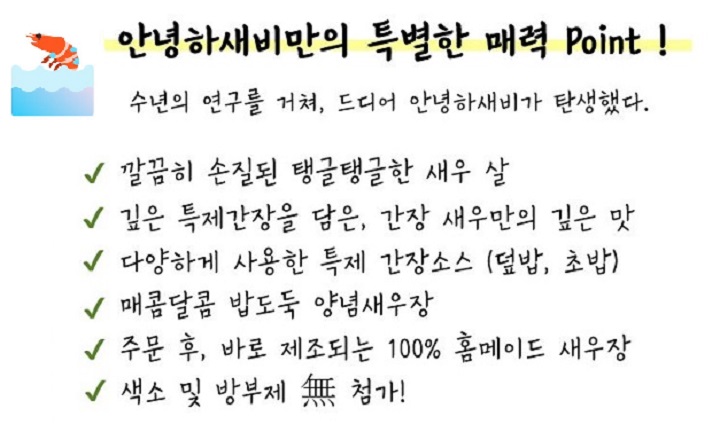 안녕하새비만의 특별한 매력 Point !
수년의 연구를 거쳐, 드디어 안녕하새비가 탄생했다.
✓ 깔끔히 손질된 탱글탱글한 새우 살
✓ 깊은 특제간장을 담은, 간장 새우만의 깊은 맛
✓ 다양하게 사용한 특제 간장소스 (덮밥, 초밥)
✓ 매콤달콤 밥도둑 양념새우장
✓ 주문 후, 바로 제조되는 100% 홈메이드 새우장
✓ 색소 및 방부제 無 첨가!